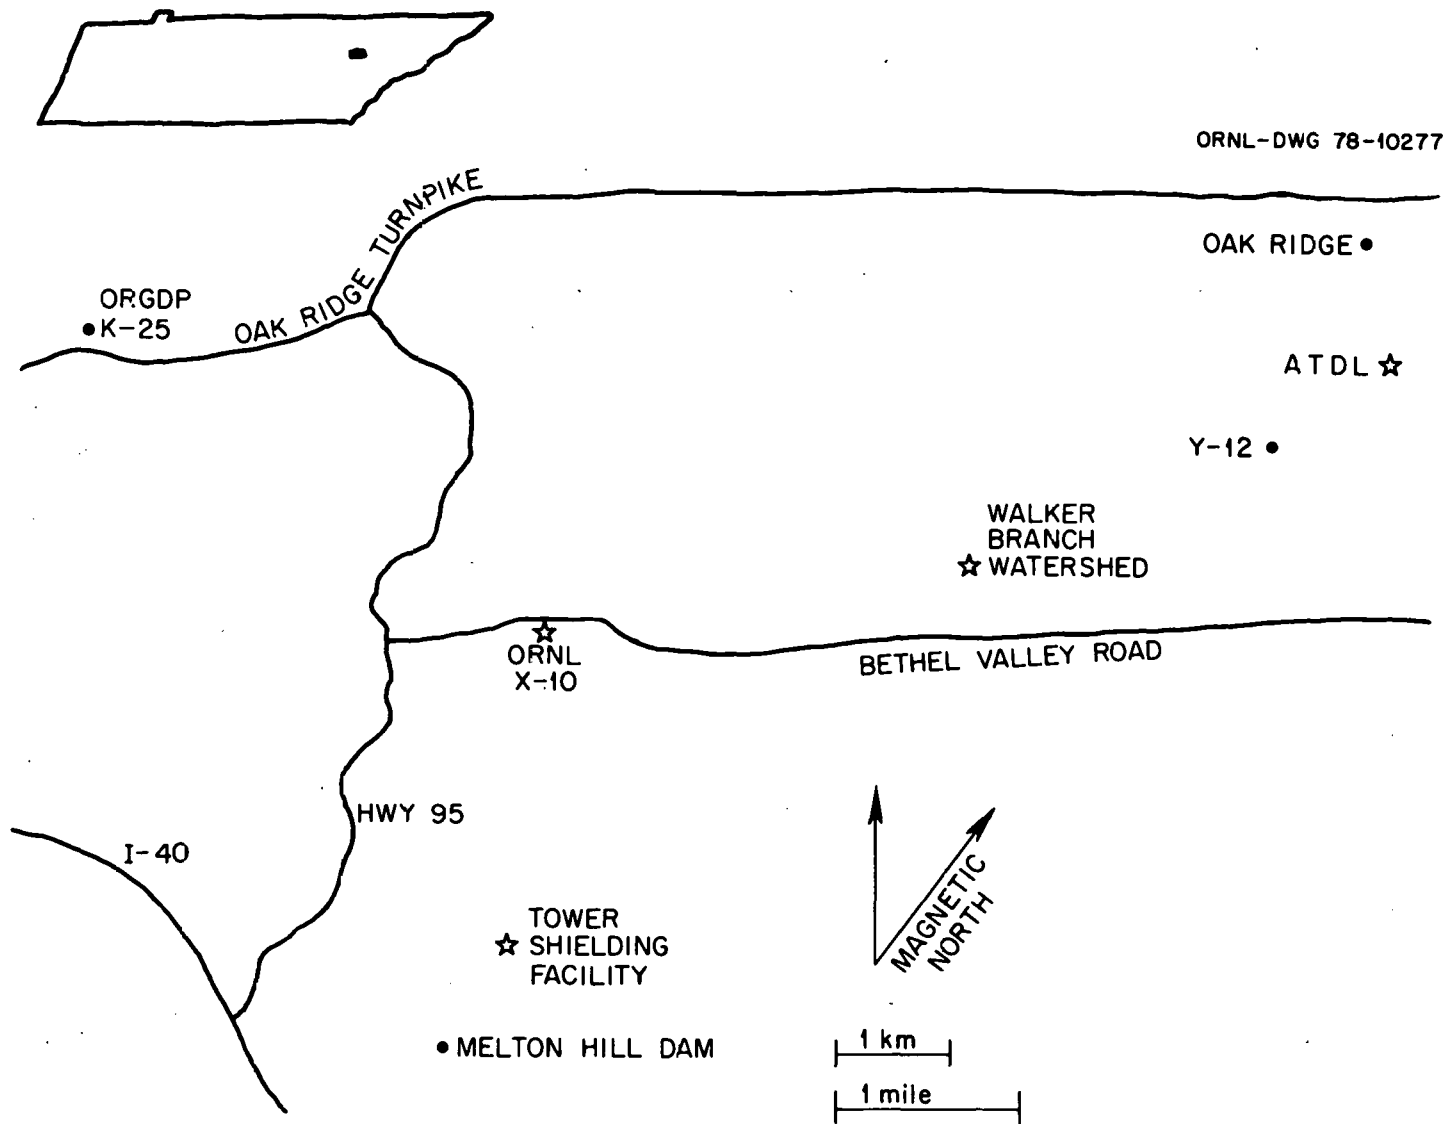 ORNL-DWG 78-10277
OAK RIDGE TURNPIKE
OAK RIDGE
ORGDP
K-25
ATDL
Y-12
WALKER
BRANCH
WATERSHED
ORNL
X-10
BETHEL VALLEY ROAD
HWY 95
I-40
MAGNETIC
NORTH
TOWER
SHIELDING
FACILITY
MELTON HILL DAM
1 km
1 mile